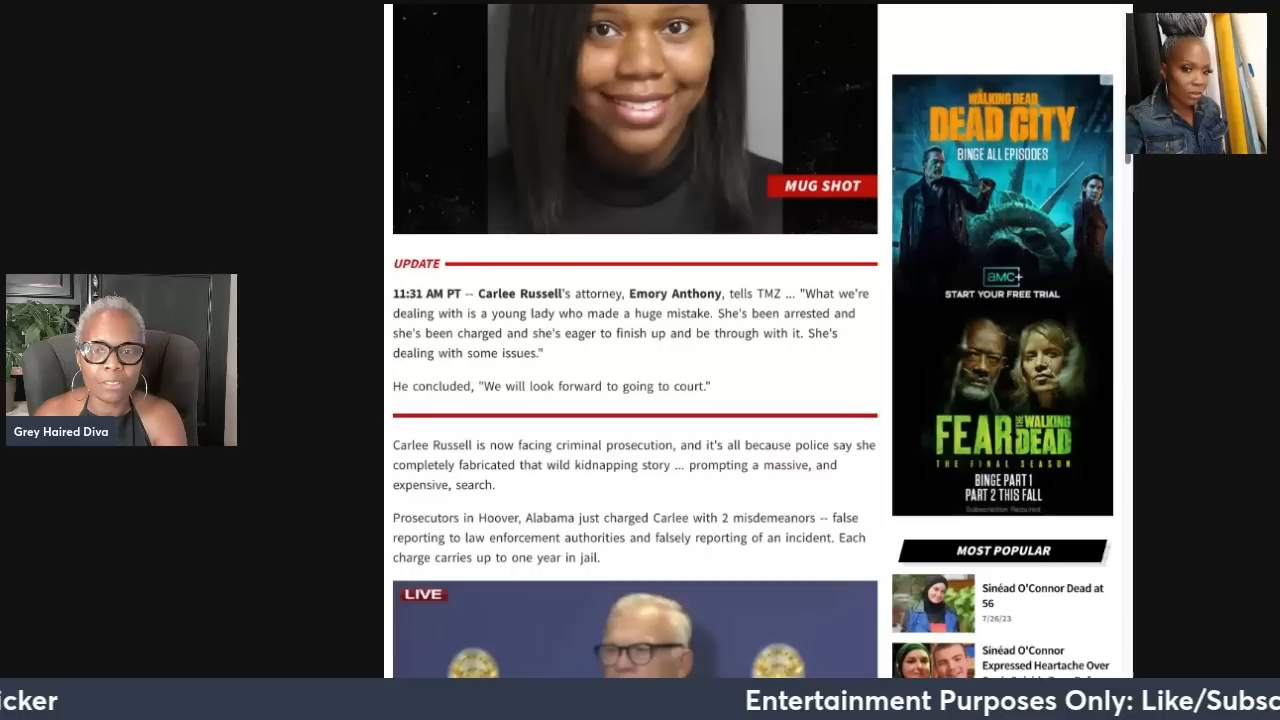 MUG SHOT
UPDATE
11:31 AM PT -- Carlee Russell's attorney, Emory Anthony, tells TMZ ... "What we're
dealing with is a young lady who made a huge mistake. She's been arrested and
she's been charged and she's eager to finish up and be through with it. She's
dealing with some issues."
He concluded, "We will look forward to going to court."
Carlee Russell is now facing criminal prosecution, and it's all because police say she
completely fabricated that wild kidnapping story ... prompting a massive, and
expensive, search.
Prosecutors in Hoover, Alabama just charged Carlee with 2 misdemeanors -- false
reporting to law enforcement authorities and falsely reporting of an incident. Each
charge carries up to one year in jail.
LIVE
THE WALKING DEAD
DEAD CITY
BINGE ALL EPISODES
amc+
START YOUR FREE TRIAL
FEAR THE WALKING DEAD
THE FINAL SEASON
BINGE PART 1
PART 2 THIS FALL
Subscription Required
MOST POPULAR
Sinéad O'Connor Dead at
56
7/26/23
Sinéad O'Connor
Expressed Heartache Over
Grey Haired Diva
icker
Entertainment Purposes Only: Like/Subsc